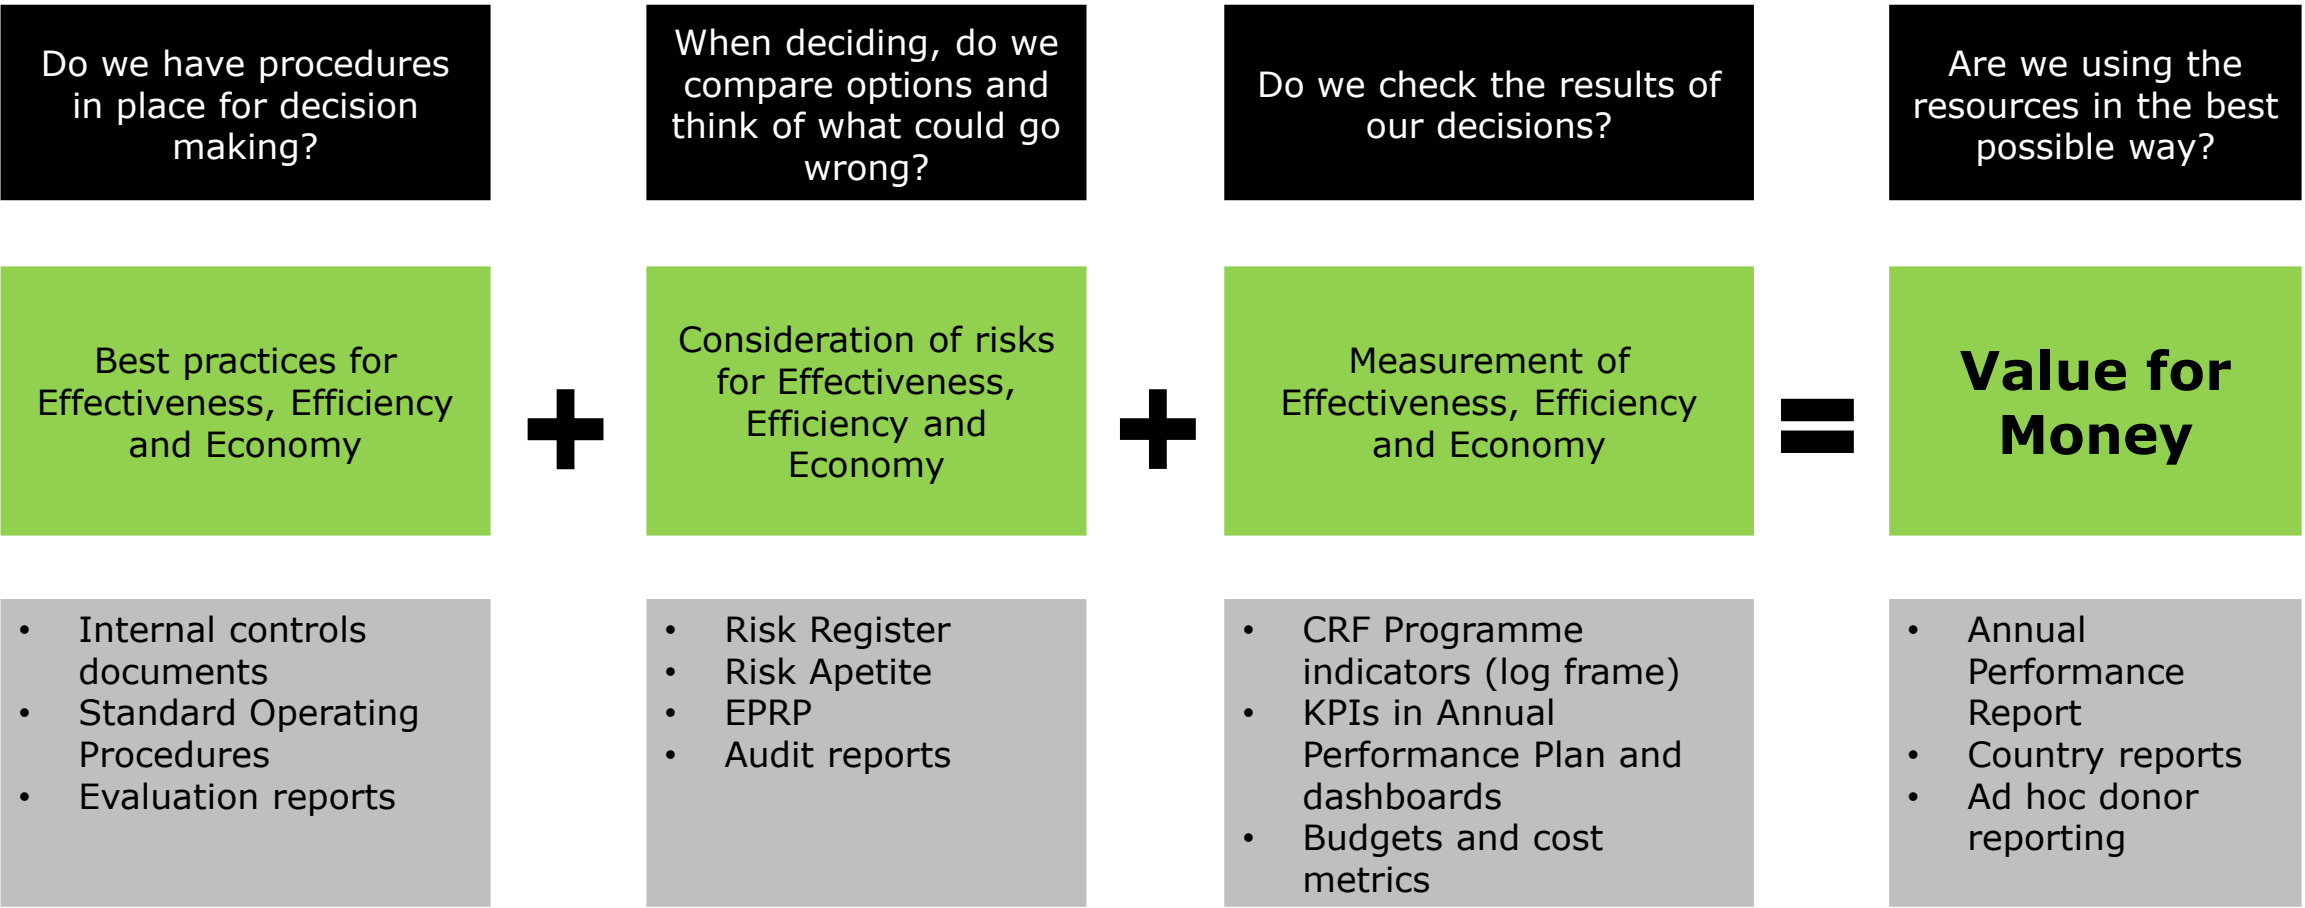 Do we have procedures
in place for decision
making?
When deciding, do we
compare options and
think of what could go
wrong?
Do we check the results of
our decisions?
Are we using the
resources in the best
possible way?
Best practices for
Effectiveness, Efficiency
and Economy
+
Consideration of risks
for Effectiveness,
Efficiency and
Economy
+
Measurement of
Effectiveness, Efficiency
and Economy
=
Value for
Money
• Internal controls
documents
• Standard Operating
Procedures
• Evaluation reports
• Risk Register
• Risk Apetite
• EPRP
• Audit reports
• CRF Programme
indicators (log frame)
• KPIs in Annual
Performance Plan and
dashboards
• Budgets and cost
metrics
• Annual
Performance
Report
• Country reports
• Ad hoc donor
reporting